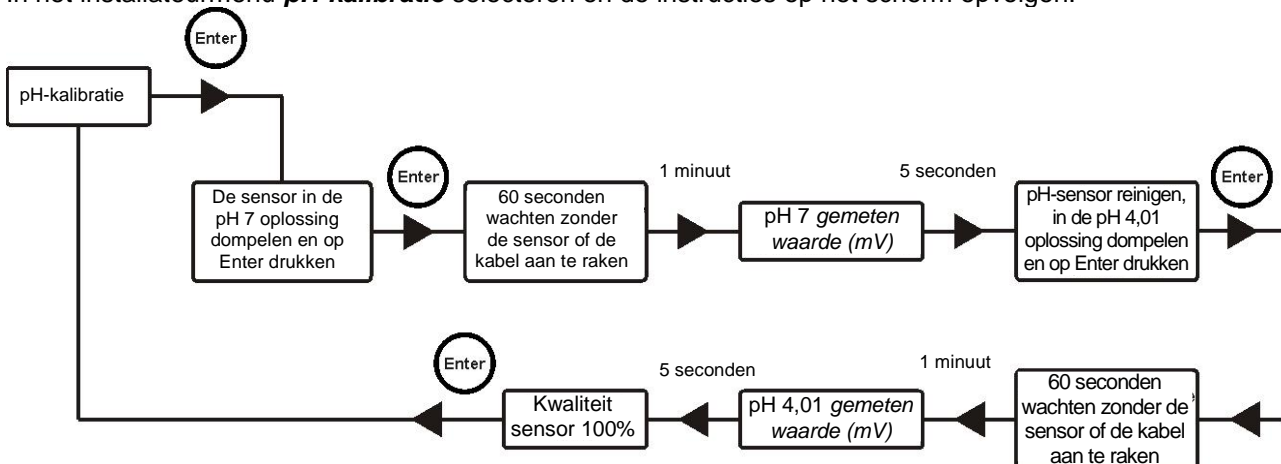 In het installateurmenu pH-kalibratie selecteren en de instructies op het scherm opvolgen.
Enter
pH-kalibratie
De sensor in de
pH 7 oplossing
dompelen en op
Enter drukken
Enter
60 seconden
wachten zonder
de sensor of de
kabel aan te raken
1 minuut
pH 7 gemeten
waarde (mV)
5 seconden
pH-sensor reinigen,
in de pH 4,01
oplossing dompelen
en op Enter drukken
Enter
60 seconden
wachten zonder de
sensor of de kabel
aan te raken
1 minuut
pH 4,01 gemeten
waarde (mV)
5 seconden
Kwaliteit
sensor 100%
Enter